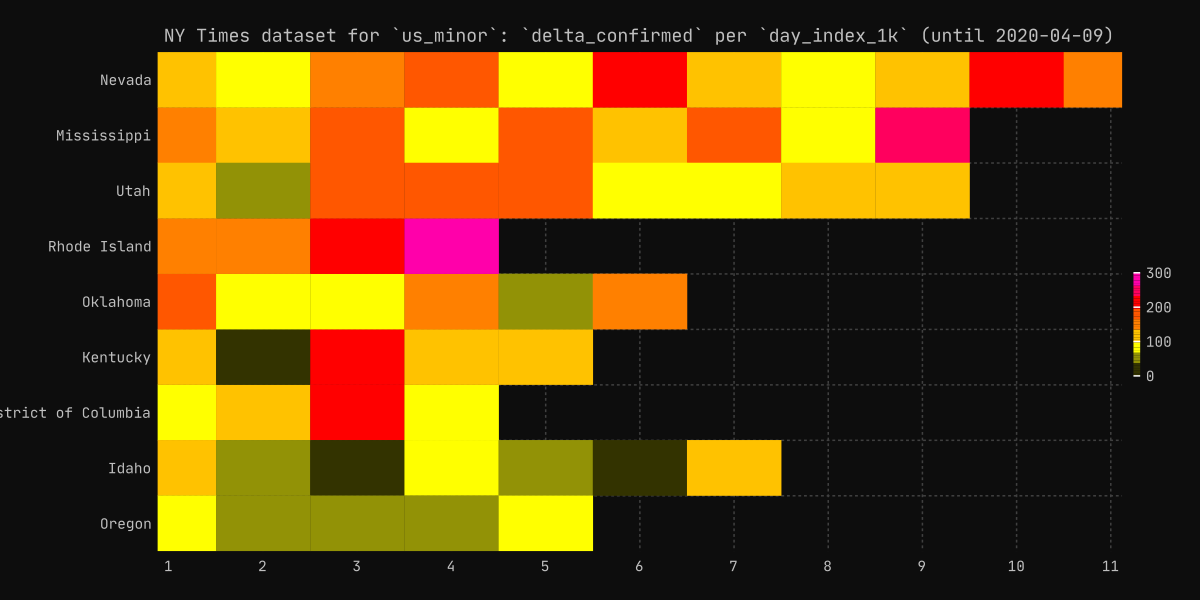 NY Times dataset for `us_minor`: `delta_confirmed` per `day_index_1k` (until 2020-04-09)
Nevada
Mississippi
Utah
Rhode Island
Oklahoma
Kentucky
strict of Columbia
Idaho
Oregon
1 2 3 4 5 6 7 8 9 10 11
300
200
100
0